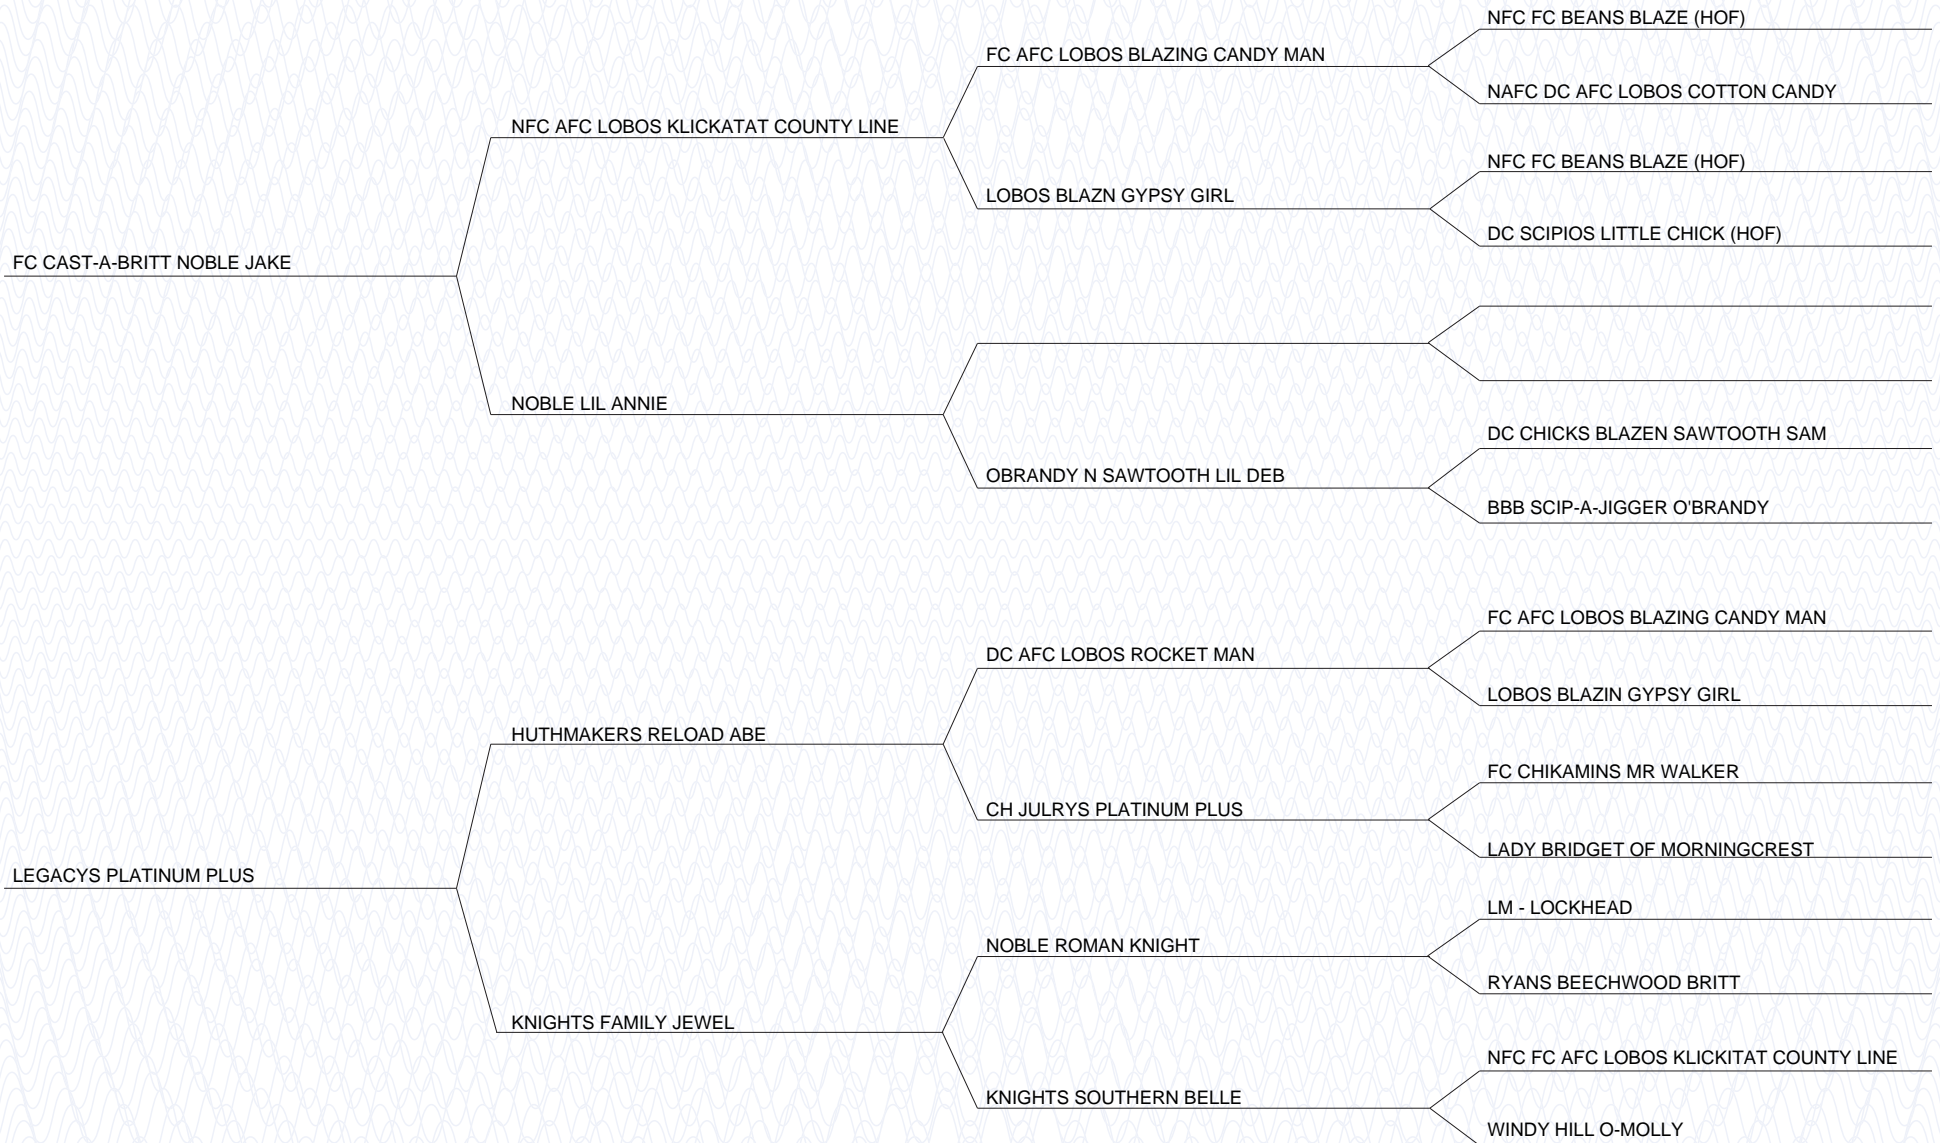 NFC FC BEANS BLAZE (HOF)
FC AFC LOBOS BLAZING CANDY MAN
NAFC DC AFC LOBOS COTTON CANDY
NFC AFC LOBOS KLICKATAT COUNTY LINE
NFC FC BEANS BLAZE (HOF)
LOBOS BLAZN GYPSY GIRL
DC SCIPIOS LITTLE CHICK (HOF)
FC CAST-A-BRITT NOBLE JAKE
NOBLE LIL ANNIE
DC CHICKS BLAZEN SAWTOOTH SAM
OBRANDY N SAWTOOTH LIL DEB
BBB SCIP-A-JIGGER O'BRANDY
FC AFC LOBOS BLAZING CANDY MAN
DC AFC LOBOS ROCKET MAN
LOBOS BLAZIN GYPSY GIRL
HUTHMAKERS RELOAD ABE
FC CHIKAMINS MR WALKER
CH JULRYS PLATINUM PLUS
LADY BRIDGET OF MORNINGCREST
LEGACYS PLATINUM PLUS
LM - LOCKHEAD
NOBLE ROMAN KNIGHT
RYANS BEECHWOOD BRITT
KNIGHTS FAMILY JEWEL
NFC FC AFC LOBOS KLICKITAT COUNTY LINE
KNIGHTS SOUTHERN BELLE
WINDY HILL O-MOLLY